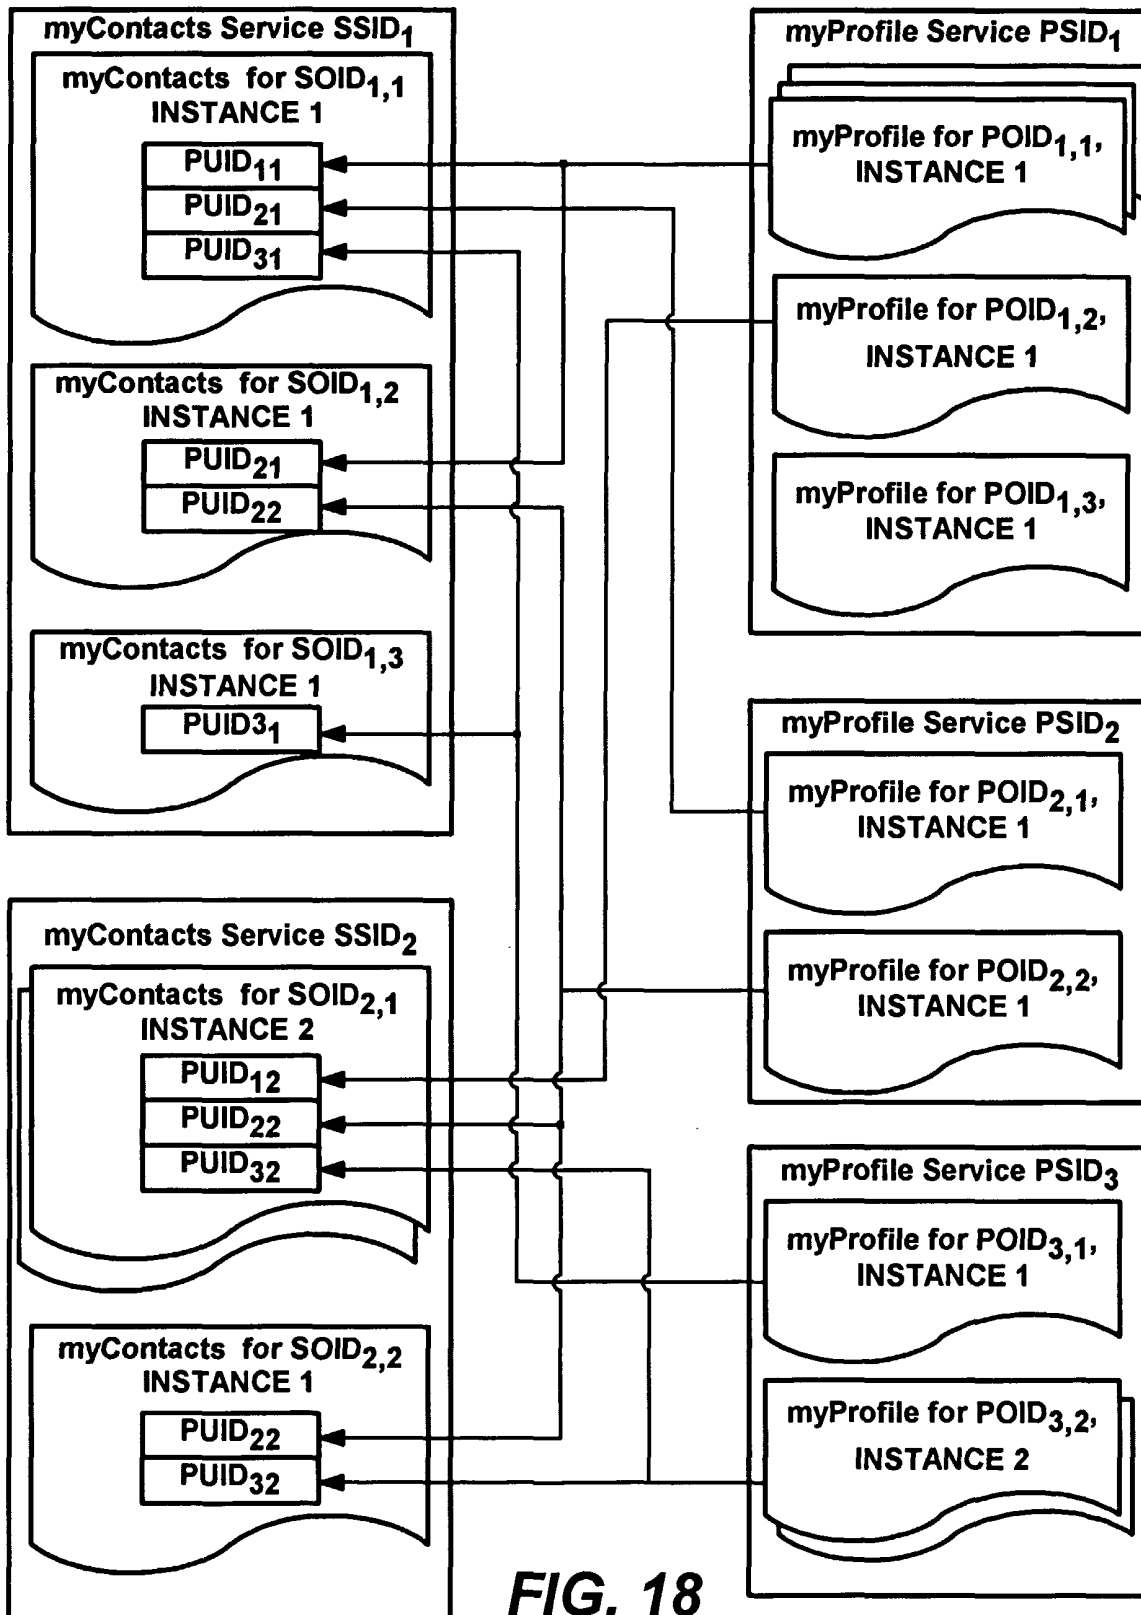 myContacts Service SSID₁
myContacts for SOID₁,₁
INSTANCE 1
PUID₁₁
PUID₂₁
PUID₃₁
myContacts for SOID₁,₂
INSTANCE 1
PUID₂₁
PUID₂₂
myContacts for SOID₁,₃
INSTANCE 1
PUID3₁
myContacts Service SSID₂
myContacts for SOID₂,₁
INSTANCE 2
PUID₁₂
PUID₂₂
PUID₃₂
myContacts for SOID₂,₂
INSTANCE 1
PUID₂₂
PUID₃₂
myProfile Service PSID₁
myProfile for POID₁,₁,
INSTANCE 1
myProfile for POID₁,₂,
INSTANCE 1
myProfile for POID₁,₃,
INSTANCE 1
myProfile Service PSID₂
myProfile for POID₂,₁,
INSTANCE 1
myProfile for POID₂,₂,
INSTANCE 1
myProfile Service PSID₃
myProfile for POID₃,₁,
INSTANCE 1
myProfile for POID₃,₂,
INSTANCE 2
FIG. 18